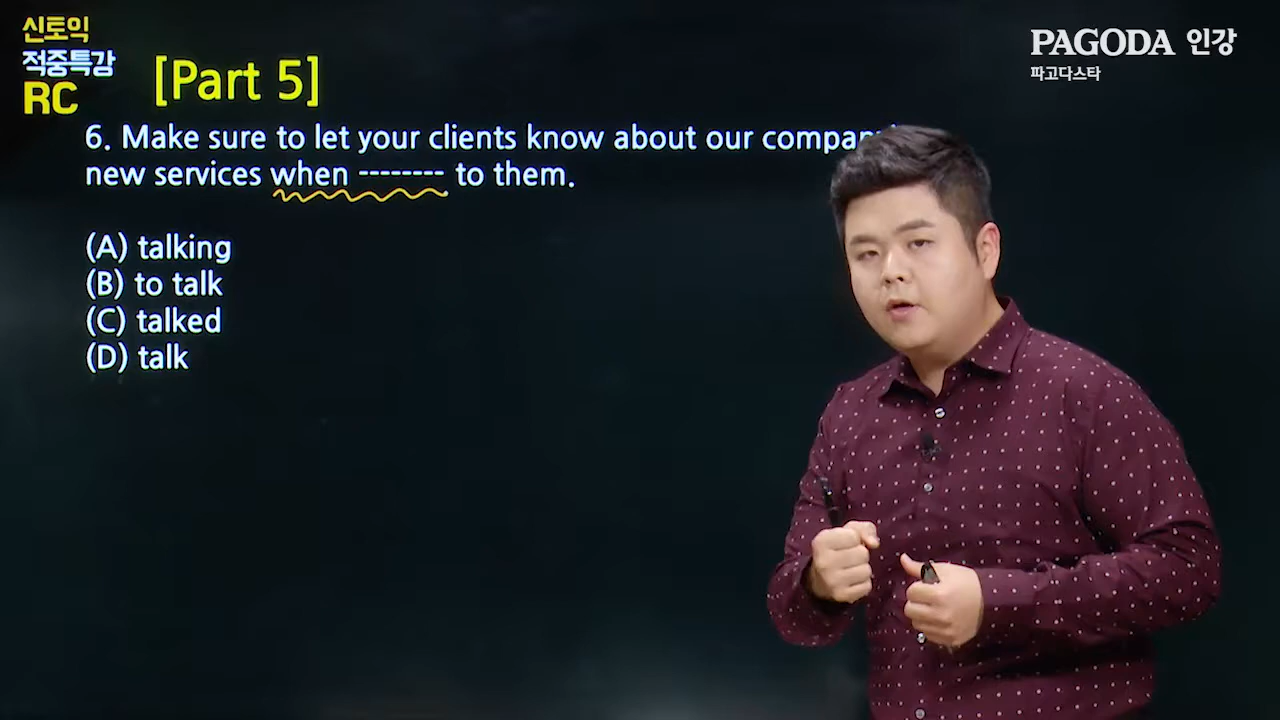 신토익
적중특강
RC
[Part 5]
PAGODA 인강
파고다스타
6. Make sure to let your clients know about our
new services when -------- to them.
(A) talking
(B) to talk
(C) talked
(D) talk